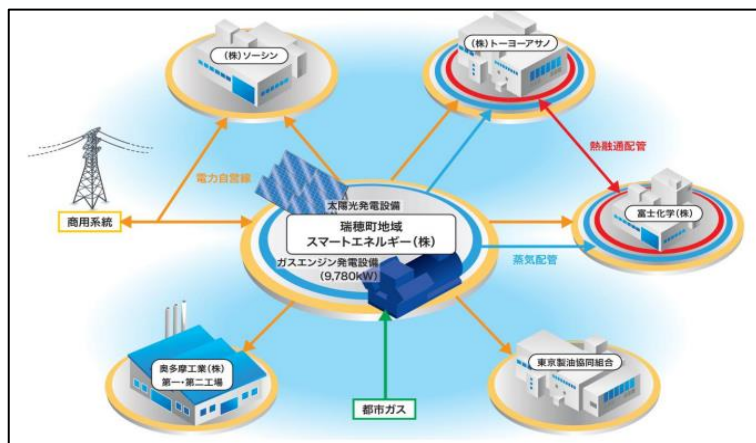 (株)ソーシン
(株)トーヨーアサノ
熱融通配管
電力自営線
太陽光発電設備
商用系統
瑞穂町地域
スマートエネルギー(株)
富士化学(株)
ガスエンジン発電設備
(9,780kW)
蒸気配管
奥多摩工業(株)
第一・第二工場
東京製油協同組合
都市ガス